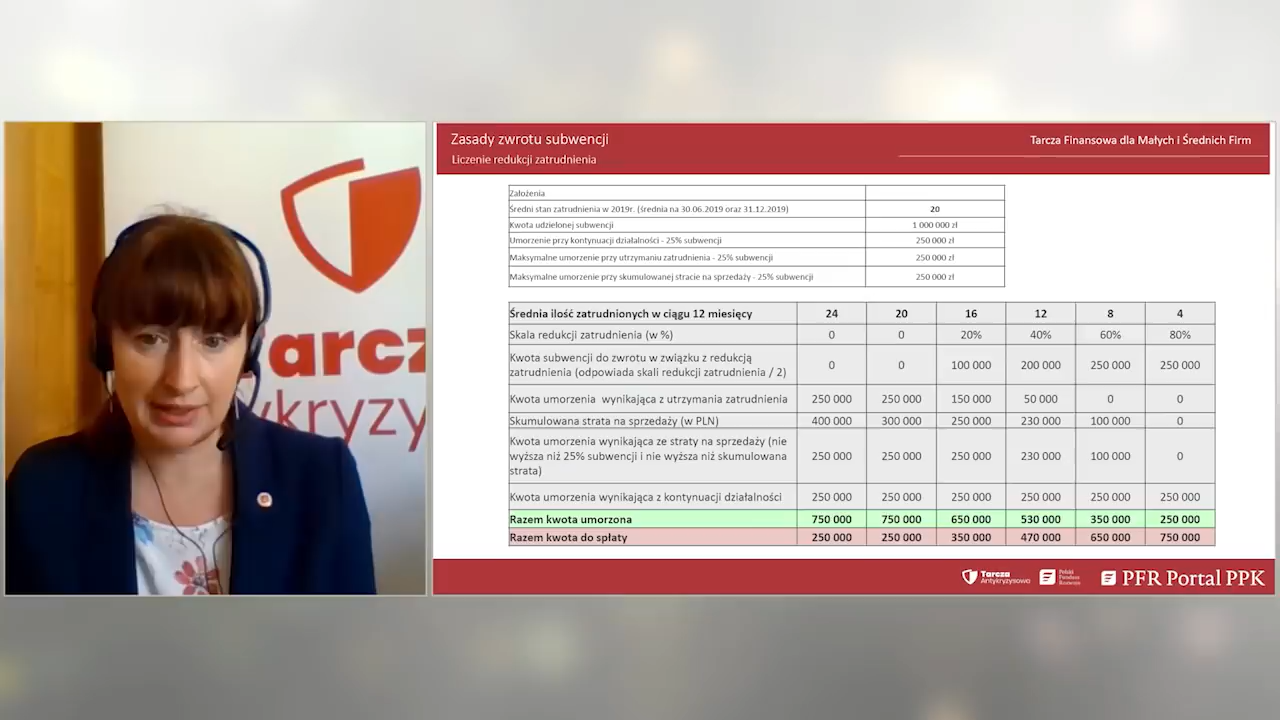 Tarcza
Antykryzysowa
Zasady zwrotu subwencji
Liczenie redukcji zatrudnienia
Tarcza Finansowa dla Małych i Średnich Firm
Założenia
Średni stan zatrudnienia w 2019r. (średnia na 30.06.2019 oraz 31.12.2019) 20
Kwota udzielonej subwencji 1 000 000 zł
Umorzenie przy kontynuacji działalności - 25% subwencji 250 000 zł
Maksymalne umorzenie przy utrzymaniu zatrudnienia - 25% subwencji 250 000 zł
Maksymalne umorzenie przy skumulowanej stracie na sprzedaży - 25% subwencji 250 000 zł
Średnia ilość zatrudnionych w ciągu 12 miesięcy 24 20 16 12 8 4
Skala redukcji zatrudnienia (w %) 0 0 20% 40% 60% 80%
Kwota subwencji do zwrotu w związku z redukcją
zatrudnienia (odpowiada skali redukcji zatrudnienia / 2) 0 0 100 000 200 000 250 000 250 000
Kwota umorzenia wynikająca z utrzymania zatrudnienia 250 000 250 000 150 000 50 000 0 0
Skumulowana strata na sprzedaży (w PLN) 400 000 300 000 250 000 230 000 100 000 0
Kwota umorzenia wynikająca ze straty na sprzedaży (nie
wyższa niż 25% subwencji i nie wyższa niż skumulowana 250 000 250 000 250 000 230 000 100 000 0
strata)
Kwota umorzenia wynikająca z kontynuacji działalności 250 000 250 000 250 000 250 000 250 000 250 000
Razem kwota umorzona 750 000 750 000 650 000 530 000 350 000 250 000
Razem kwota do spłaty 250 000 250 000 350 000 470 000 650 000 750 000
Tarcza
Antykryzysowa
Polski
Fundusz
Rozwoju
PFR Portal PPK